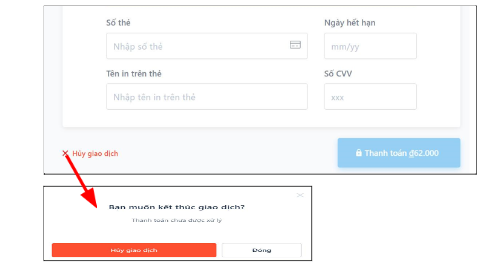 Số thẻ Ngày hết hạn
Nhập số thẻ mm/yy
Tên in trên thẻ Số CVV
Nhập tên in trên thẻ xxx
Hủy giao dịch Thanh toán ₫62.000
Bạn muốn kết thúc giao dịch?
Thanh toán chưa được xử lý
Hủy giao dịch Đóng